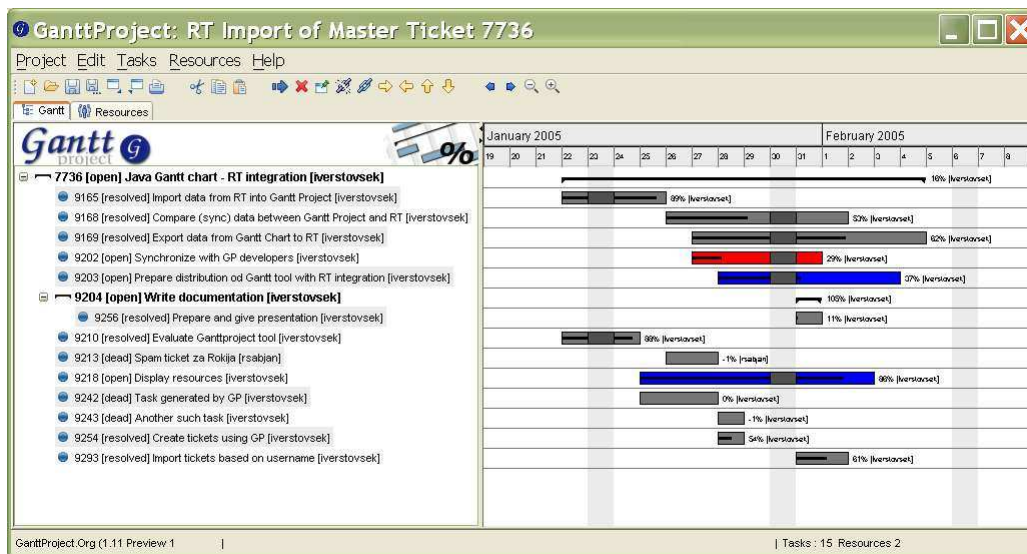 GanttProject: RT Import of Master Ticket 7736
Project Edit Tasks Resources Help
Gantt Resources
Gantt project %
January 2005 February 2005
19 20 21 22 23 24 25 26 27 28 29 30 31 1 2 3 4 5 6 7 8
7736 [open] Java Gantt chart - RT integration [iverstovsek] 16% [iverstovsek]
9165 [resolved] Import data from RT into Gantt Project [iverstovsek] 89% [iverstovsek]
9168 [resolved] Compare (sync) data between Gantt Project and RT [iverstovsek] 53% [iverstovsek]
9169 [resolved] Export data from Gantt Chart to RT [iverstovsek] 62% [iverstovsek]
9202 [open] Synchronize with GP developers [iverstovsek] 29% [iverstovsek]
9203 [open] Prepare distribution od Gantt tool with RT integration [iverstovsek] 37% [iverstovsek]
9204 [open] Write documentation [iverstovsek] 105% [iverstovsek]
9256 [resolved] Prepare and give presentation [iverstovsek] 11% [iverstovsek]
9210 [resolved] Evaluate Ganttproject tool [iverstovsek] 88% [iverstovsek]
9213 [dead] Spam ticket za Rokija [rsabjan] -1% [rsabjan]
9218 [open] Display resources [iverstovsek] 86% [iverstovsek]
9242 [dead] Task generated by GP [iverstovsek] 0% [iverstovsek]
9243 [dead] Another such task [iverstovsek] -1% [iverstovsek]
9254 [resolved] Create tickets using GP [iverstovsek] 54% [iverstovsek]
9293 [resolved] Import tickets based on username [iverstovsek] 61% [iverstovsek]
GanttProject.Org (1.11 Preview 1 | | Tasks : 15 Resources 2